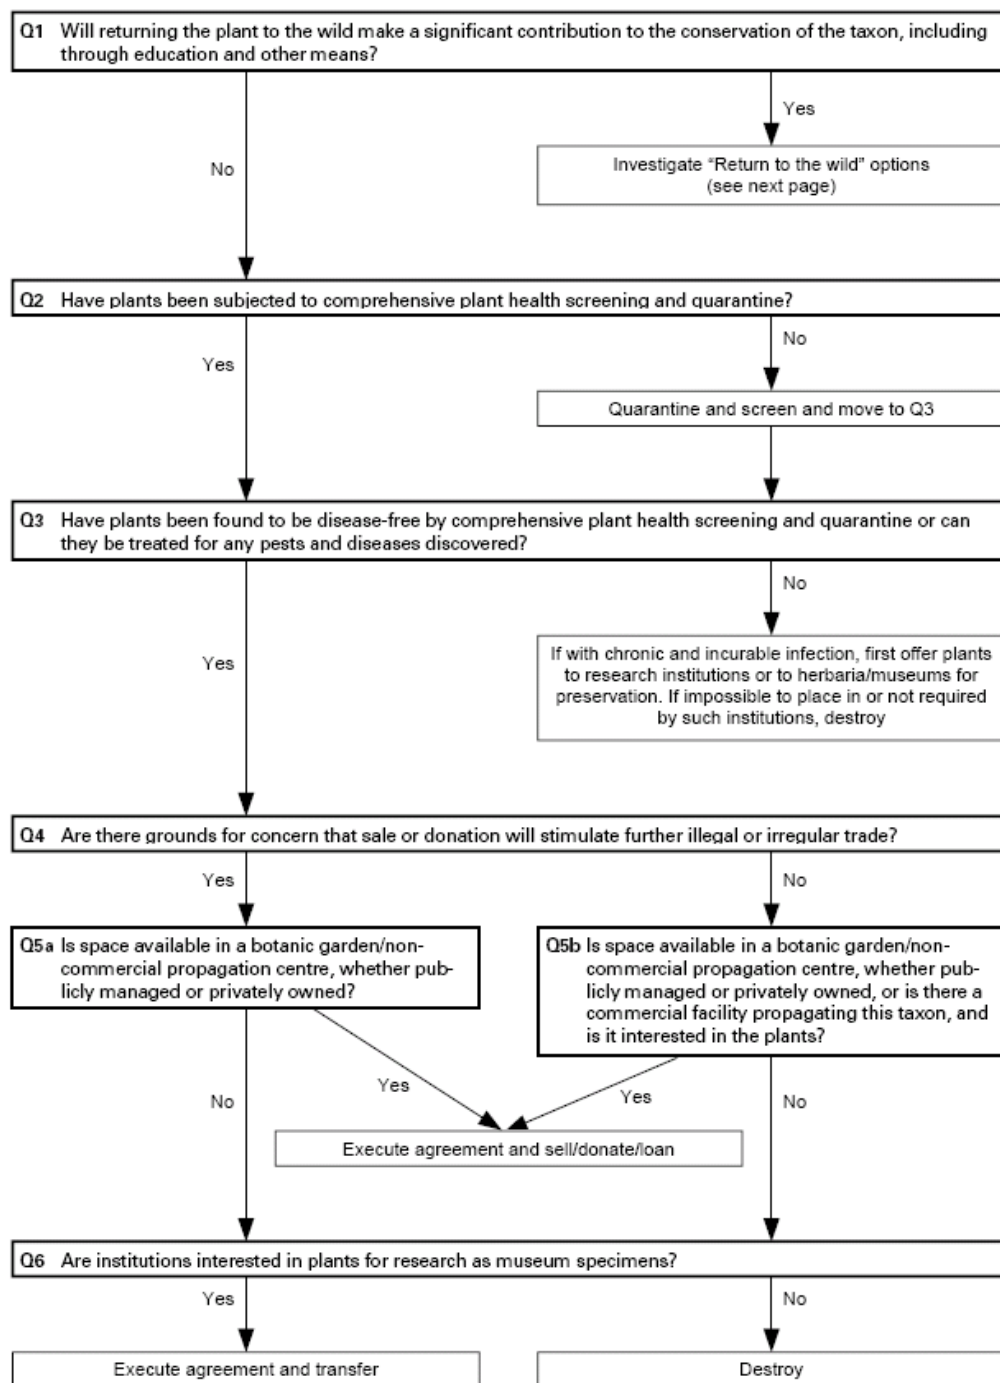 Q1 Will returning the plant to the wild make a significant contribution to the conservation of the taxon, including
through education and other means?
Yes
No
Investigate “Return to the wild” options
(see next page)
Q2 Have plants been subjected to comprehensive plant health screening and quarantine?
No
Yes
Quarantine and screen and move to Q3
Q3 Have plants been found to be disease-free by comprehensive plant health screening and quarantine or can
they be treated for any pests and diseases discovered?
No
Yes
If with chronic and incurable infection, first offer plants
to research institutions or to herbaria/museums for
preservation. If impossible to place in or not required
by such institutions, destroy
Q4 Are there grounds for concern that sale or donation will stimulate further illegal or irregular trade?
Yes
No
Q5a Is space available in a botanic garden/non-
commercial propagation centre, whether pub-
licly managed or privately owned?
Q5b Is space available in a botanic garden/non-
commercial propagation centre, whether pub-
licly managed or privately owned, or is there a
commercial facility propagating this taxon, and
is it interested in the plants?
Yes
Yes
No
No
Execute agreement and sell/donate/loan
Q6 Are institutions interested in plants for research as museum specimens?
Yes
No
Execute agreement and transfer
Destroy